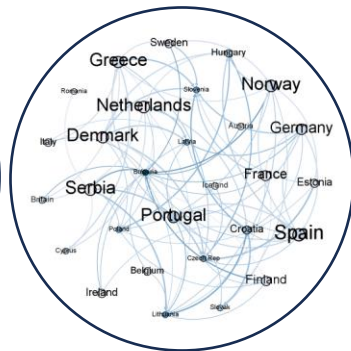 Sweden
Hungary
Greece
Slovenia
Norway
Romania
Netherlands
Austria
Germany
Denmark
Italy
Latvia
France
Estonia
Iceland
Serbia
Britain
Portugal
Poland
Croatia
Spain
Cyprus
Czech Rep
Belgium
Finland
Ireland
Slovak
Lithuania